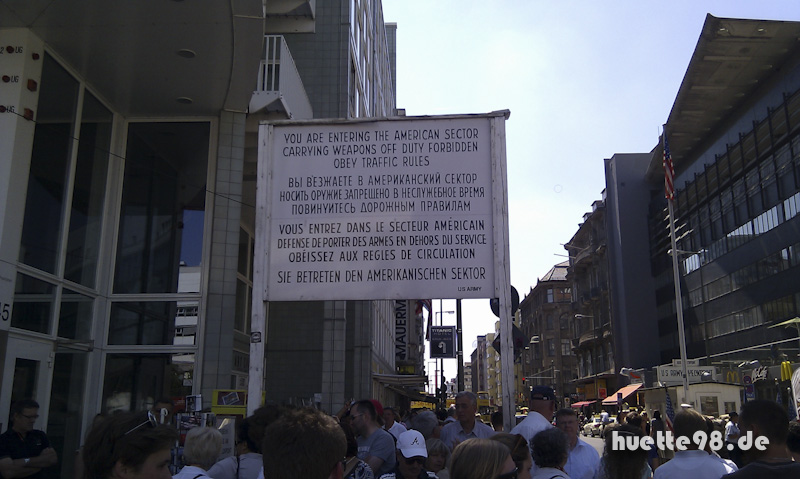 YOU ARE ENTERING THE AMERICAN SECTOR
CARRYING WEAPONS OFF DUTY FORBIDDEN
OBEY TRAFFIC RULES
ВЫ ВЪЕЗЖАЕТЕ В АМЕРИКАНСКИЙ СЕКТОР
НОСИТЬ ОРУЖИЕ ЗАПРЕЩЕНО В НЕСЛУЖЕБНОЕ ВРЕМЯ
ПОВИНУЙТЕСЬ ДОРОЖНЫМ ПРАВИЛАМ
VOUS ENTREZ DANS LE SECTEUR AMÉRICAIN
DEFENSE DE PORTER DES ARMES EN DEHORS DU SERVICE
OBÉISSEZ AUX REGLES DE CIRCULATION
SIE BETRETEN DEN AMERIKANISCHEN SEKTOR
US ARMY
MAUERM
TITANIC
A
huette98.de